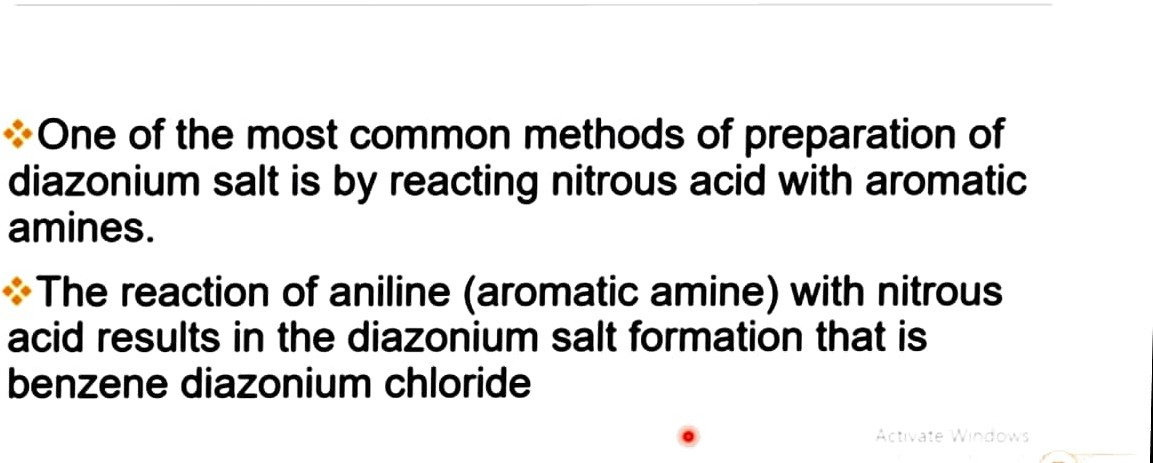 One of the most common methods of preparation of
diazonium salt is by reacting nitrous acid with aromatic
amines.
The reaction of aniline (aromatic amine) with nitrous
acid results in the diazonium salt formation that is
benzene diazonium chloride
Activate Windows